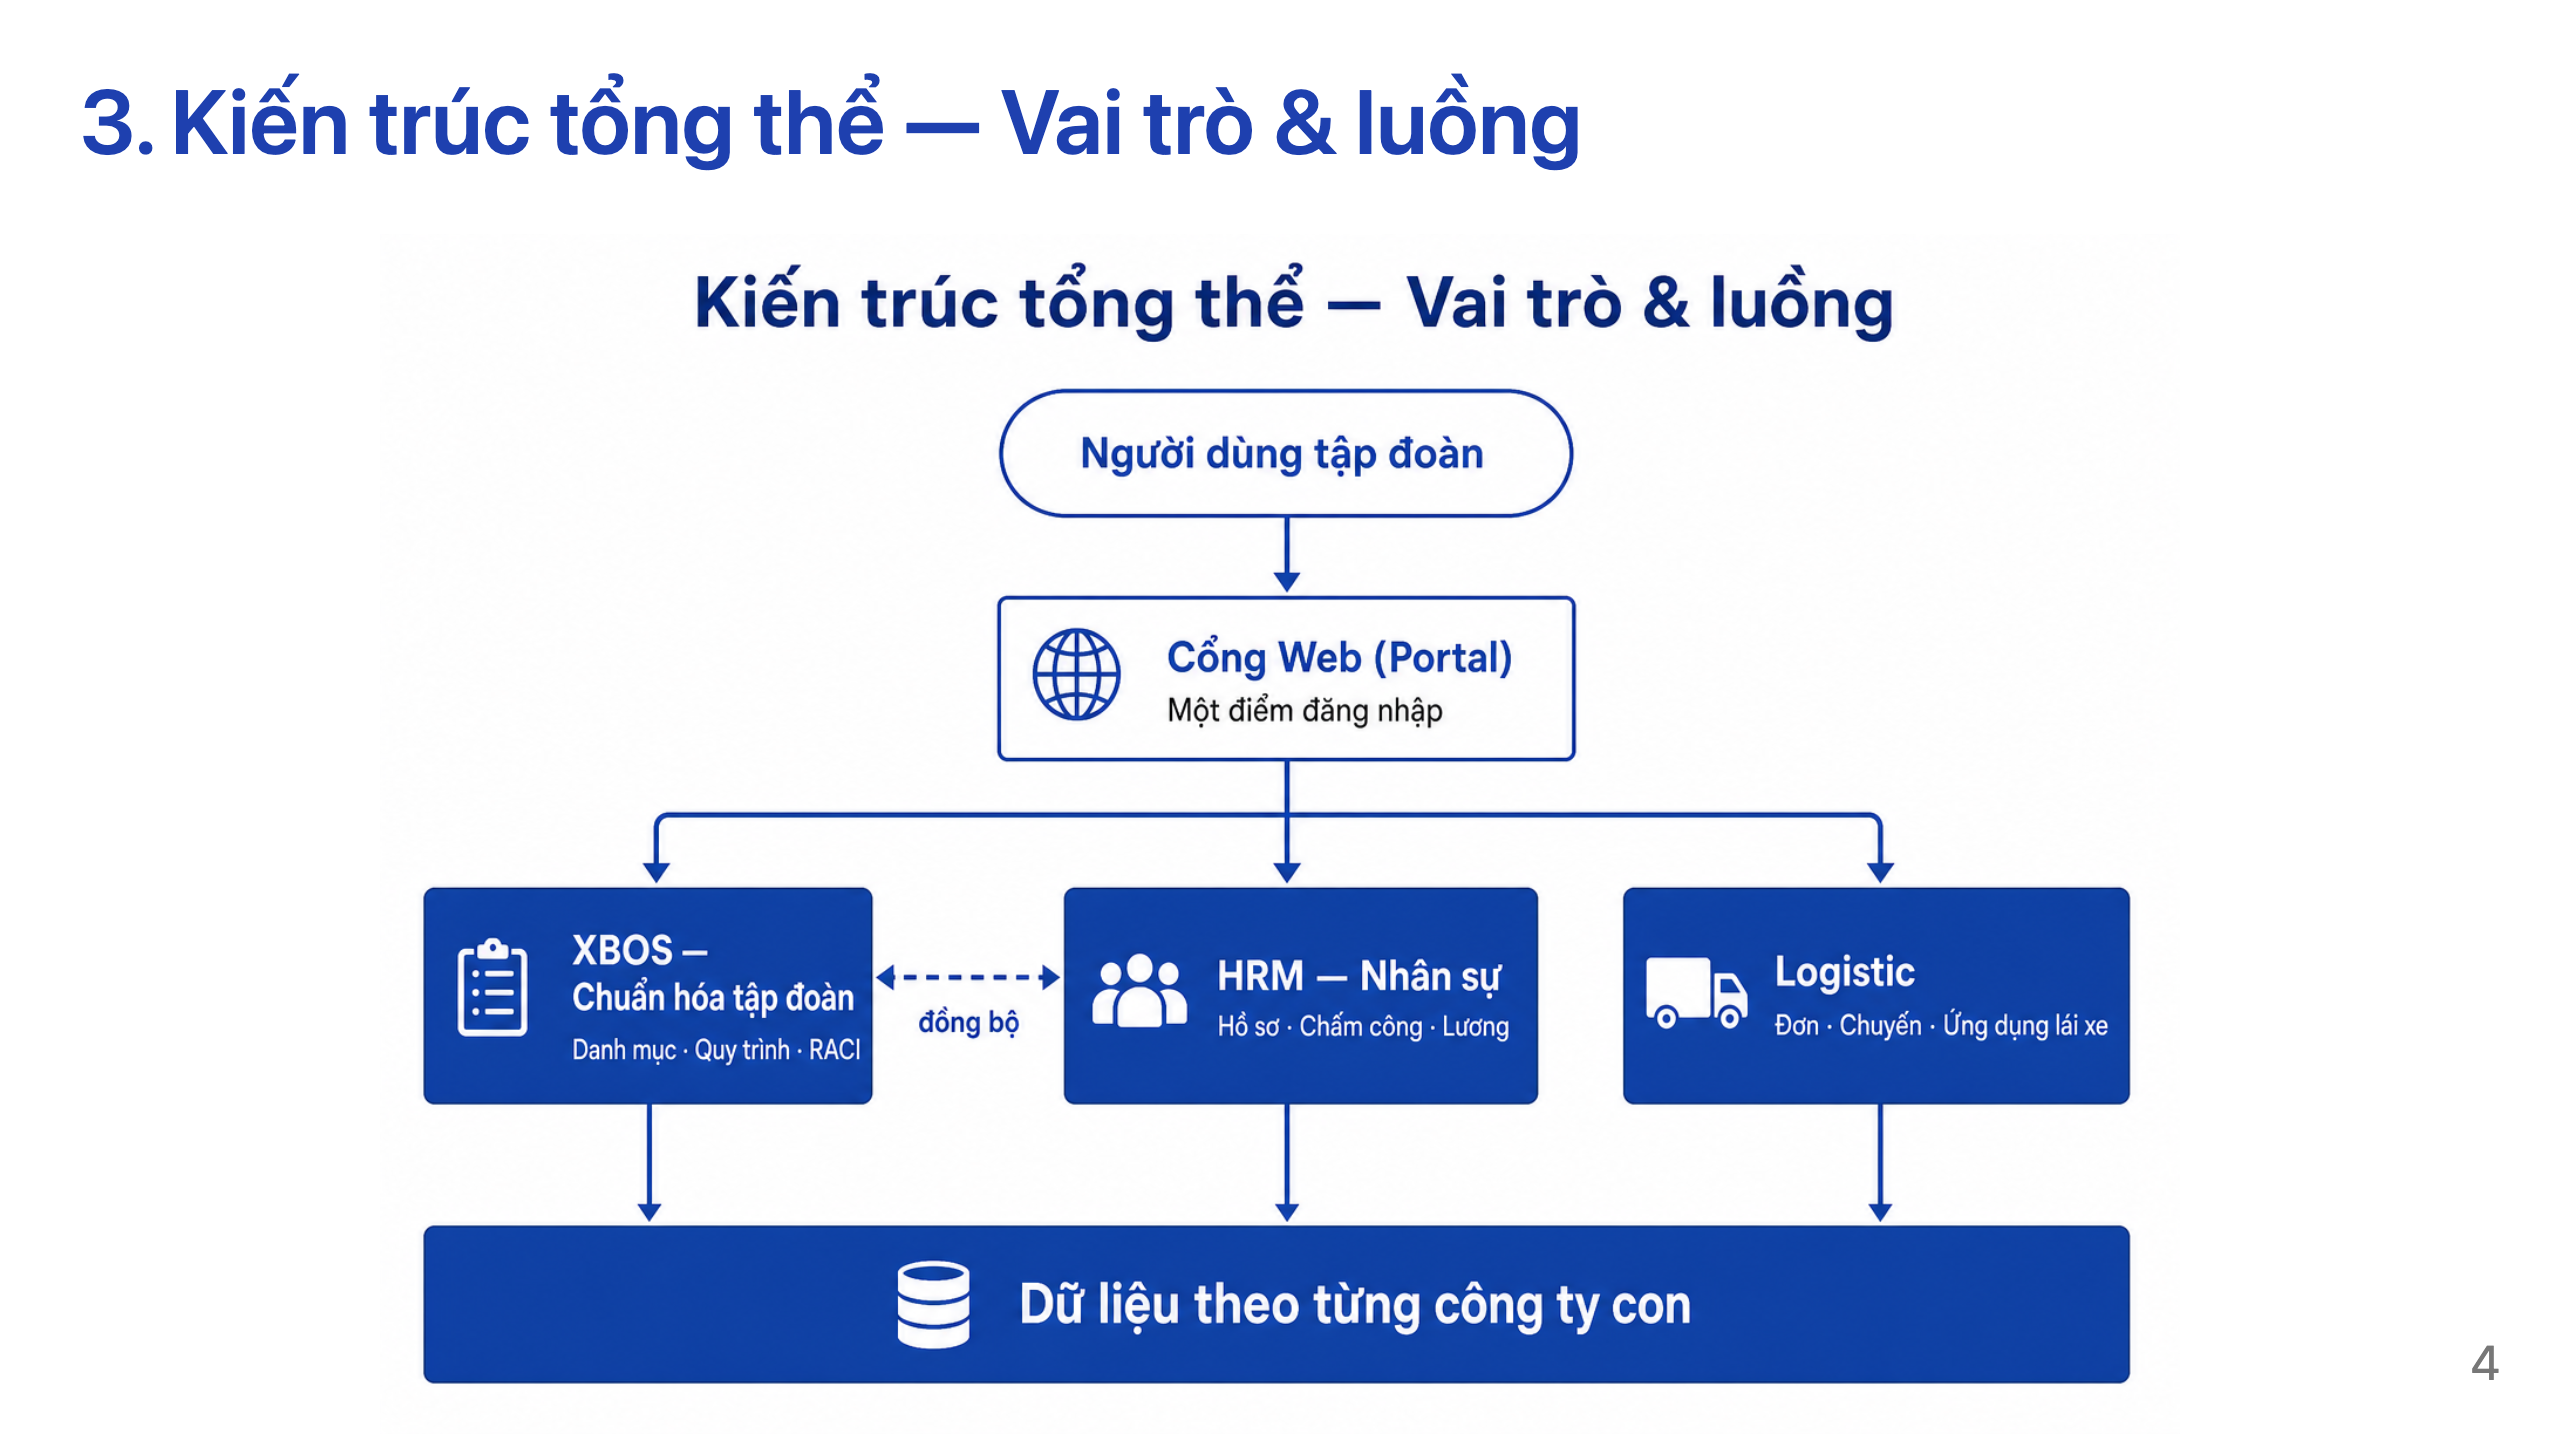 3. Kiến trúc tổng thể — Vai trò & luồng
Kiến trúc tổng thể — Vai trò & luồng
Người dùng tập đoàn
Cổng Web (Portal)
Một điểm đăng nhập
XBOS —
Chuẩn hóa tập đoàn
Danh mục · Quy trình · RACI
đồng bộ
HRM — Nhân sự
Hồ sơ · Chấm công · Lương
Logistic
Đơn · Chuyến · Ứng dụng lái xe
Dữ liệu theo từng công ty con
4